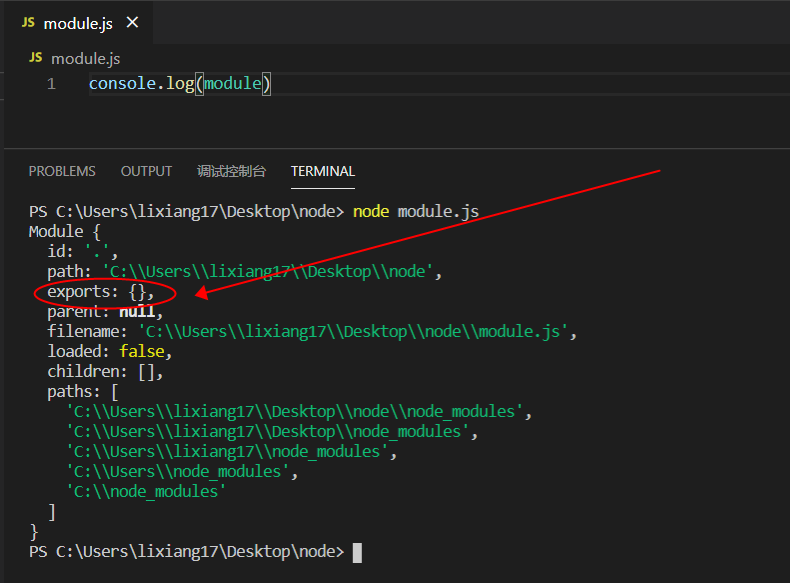 JS module.js ×
JS module.js
1 console.log(module)
PROBLEMS OUTPUT 调试控制台 TERMINAL
PS C:\Users\lixiang17\Desktop\node> node module.js
Module {
  id: '.',
  path: 'C:\\Users\\lixiang17\\Desktop\\node',
  exports: {},
  parent: null,
  filename: 'C:\\Users\\lixiang17\\Desktop\\node\\module.js',
  loaded: false,
  children: [],
  paths: [
    'C:\\Users\\lixiang17\\Desktop\\node\\node_modules',
    'C:\\Users\\lixiang17\\Desktop\\node_modules',
    'C:\\Users\\lixiang17\\node_modules',
    'C:\\Users\\node_modules',
    'C:\\node_modules'
  ]
}
PS C:\Users\lixiang17\Desktop\node>